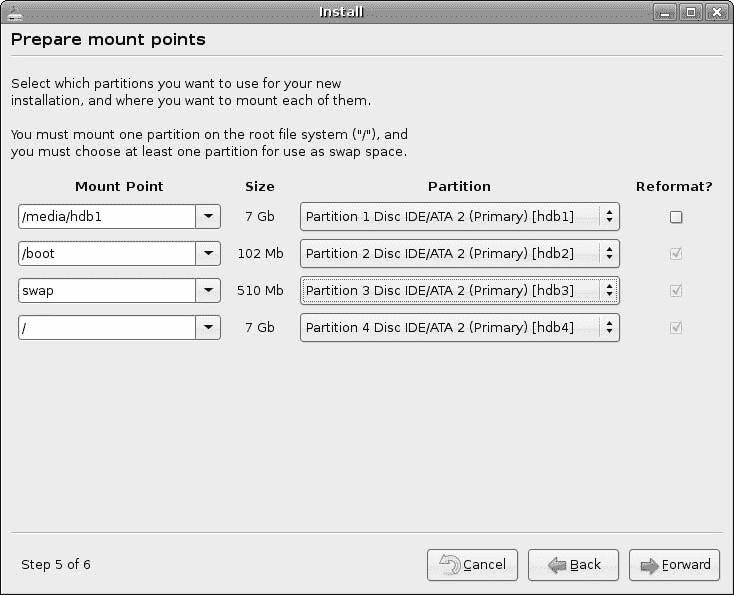 Install
Prepare mount points
Select which partitions you want to use for your new
installation, and where you want to mount each of them.
You must mount one partition on the root file system ("/"), and
you must choose at least one partition for use as swap space.
Mount Point Size Partition Reformat?
/media/hdb1 7 Gb Partition 1 Disc IDE/ATA 2 (Primary) [hdb1]
/boot 102 Mb Partition 2 Disc IDE/ATA 2 (Primary) [hdb2]
swap 510 Mb Partition 3 Disc IDE/ATA 2 (Primary) [hdb3]
/ 7 Gb Partition 4 Disc IDE/ATA 2 (Primary) [hdb4]
Step 5 of 6 Cancel Back Forward